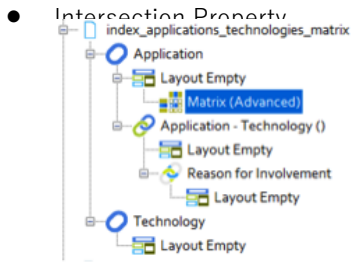 ● Intersection Property
index_applications_technologies_matrix
Application
Layout Empty
Matrix (Advanced)
Application - Technology ()
Layout Empty
Reason for Involvement
Layout Empty
Technology
Layout Empty